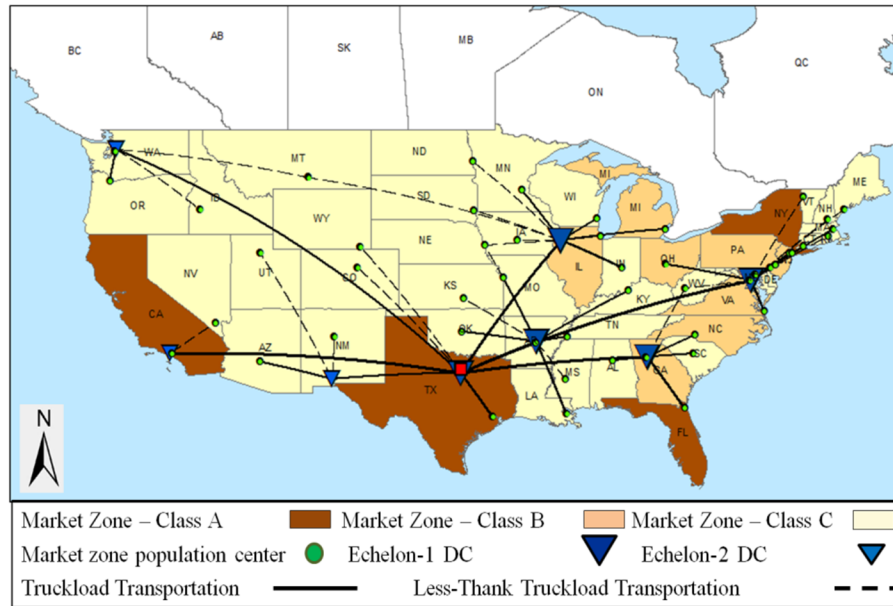 BC
AB
SK
MB
ON
QC
WA
MT
ND
MN
OR
ID
SD
WI
MI
MI
NY
VT
NH
ME
WY
IA
NE
PA
NV
UT
CO
IL
IN
OH
DE
KS
MO
KY
WV
VA
CA
AZ
NM
OK
TN
NC
SC
TX
LA
MS
AL
GA
FL
N
Market Zone – Class A Market Zone – Class B Market Zone – Class C
Market zone population center Echelon-1 DC Echelon-2 DC
Truckload Transportation Less-Thank Truckload Transportation